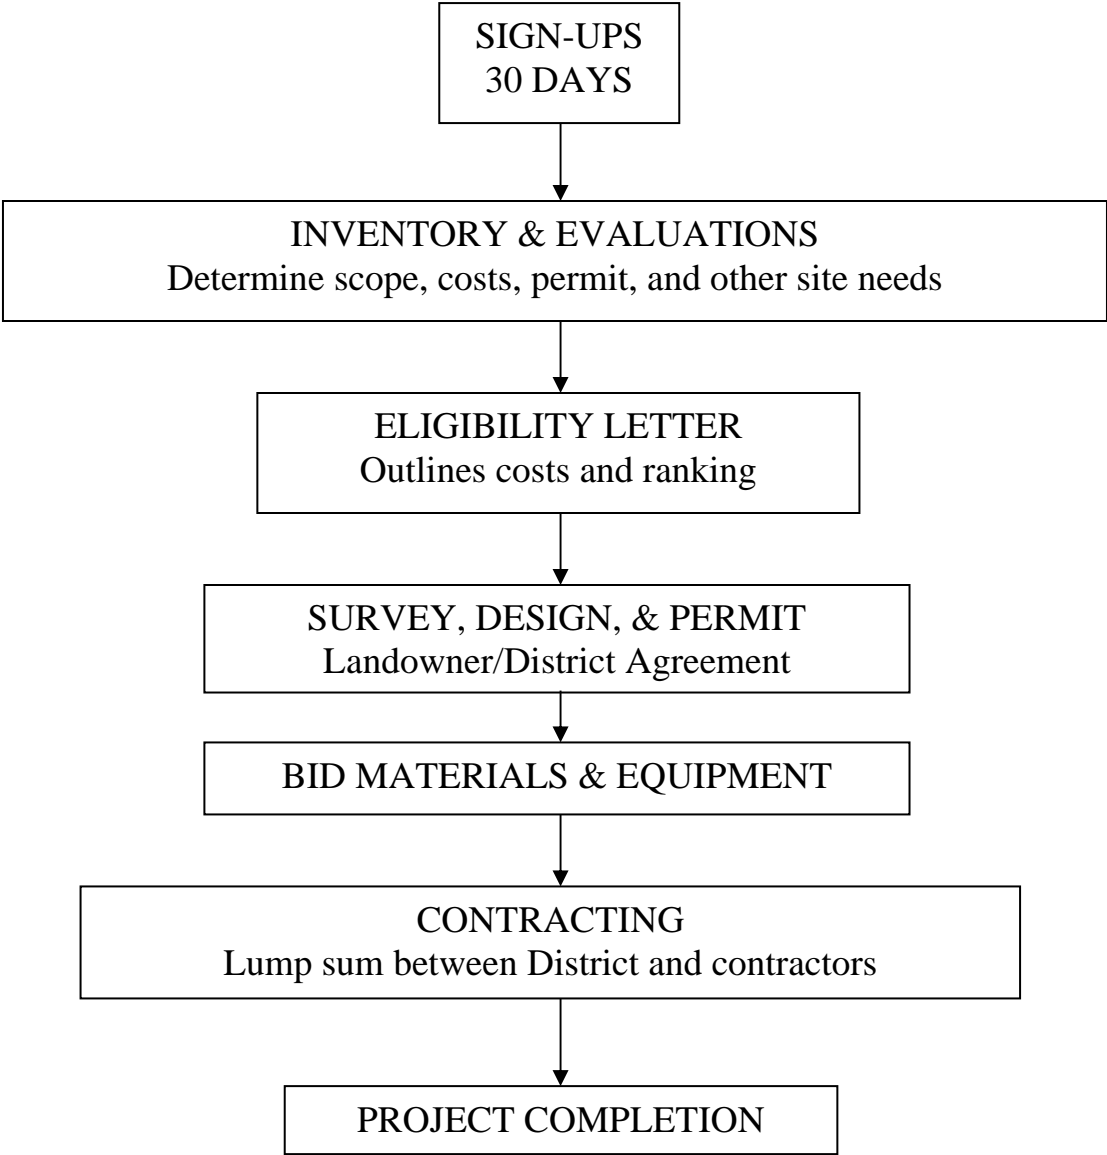 SIGN-UPS
30 DAYS
INVENTORY & EVALUATIONS
Determine scope, costs, permit, and other site needs
ELIGIBILITY LETTER
Outlines costs and ranking
SURVEY, DESIGN, & PERMIT
Landowner/District Agreement
BID MATERIALS & EQUIPMENT
CONTRACTING
Lump sum between District and contractors
PROJECT COMPLETION